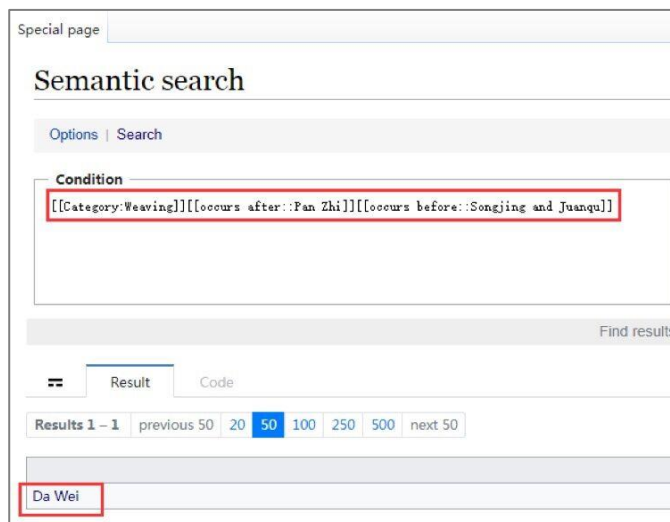 Special page
Semantic search
Options | Search
Condition
[[Category:Weaving]][[occurs after::Pan Zhi]][[occurs before::Songjing and Juanqu]]
Find results
Result Code
Results 1 – 1 previous 50 20 50 100 250 500 next 50
Da Wei